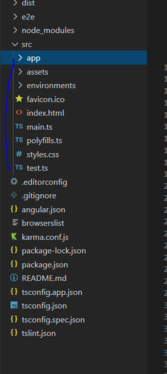 dist
e2e
node_modules
src
app
assets
environments
favicon.ico
index.html
main.ts
polyfills.ts
styles.css
test.ts
.editorconfig
.gitignore
angular.json
browserslist
karma.conf.js
package-lock.json
package.json
README.md
tsconfig.app.json
tsconfig.json
tsconfig.spec.json
tslint.json